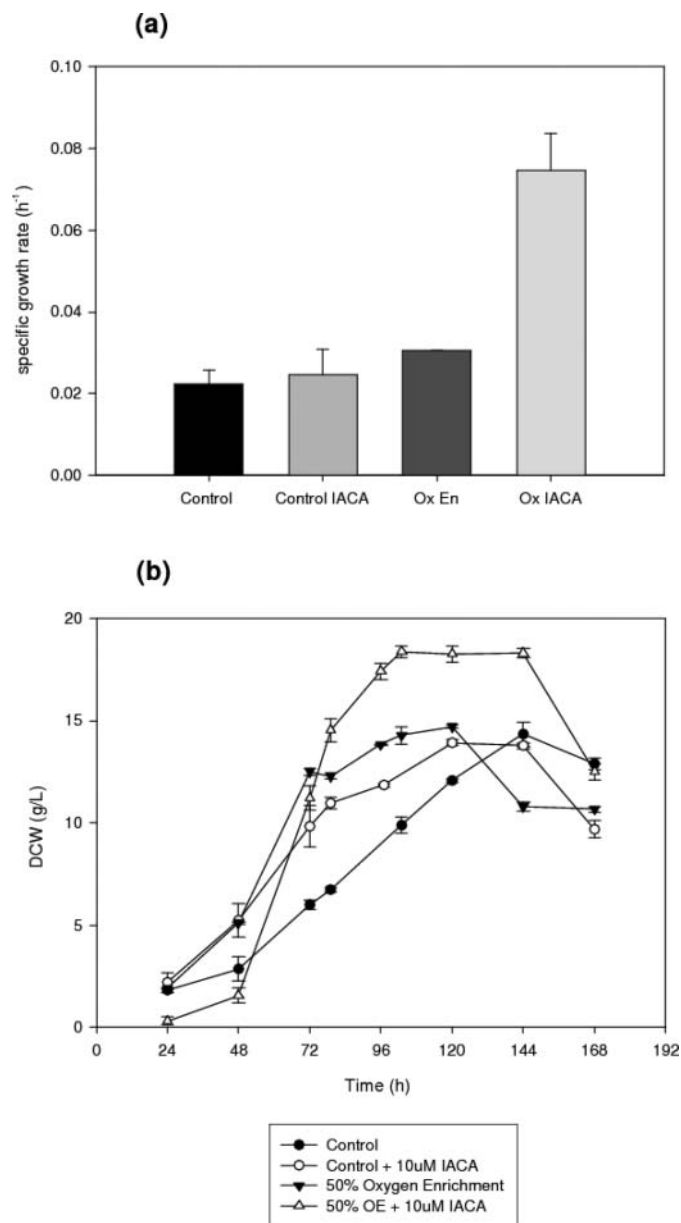 (a)
0.10
0.08
0.06
0.04
0.02
0.00
specific growth rate (h-1)
Control
Control IACA
Ox En
Ox IACA
(b)
20
15
10
5
0
DCW (g/L)
0
24
48
72
96
120
144
168
192
Time (h)
Control
Control + 10uM IACA
50% Oxygen Enrichment
50% OE + 10uM IACA